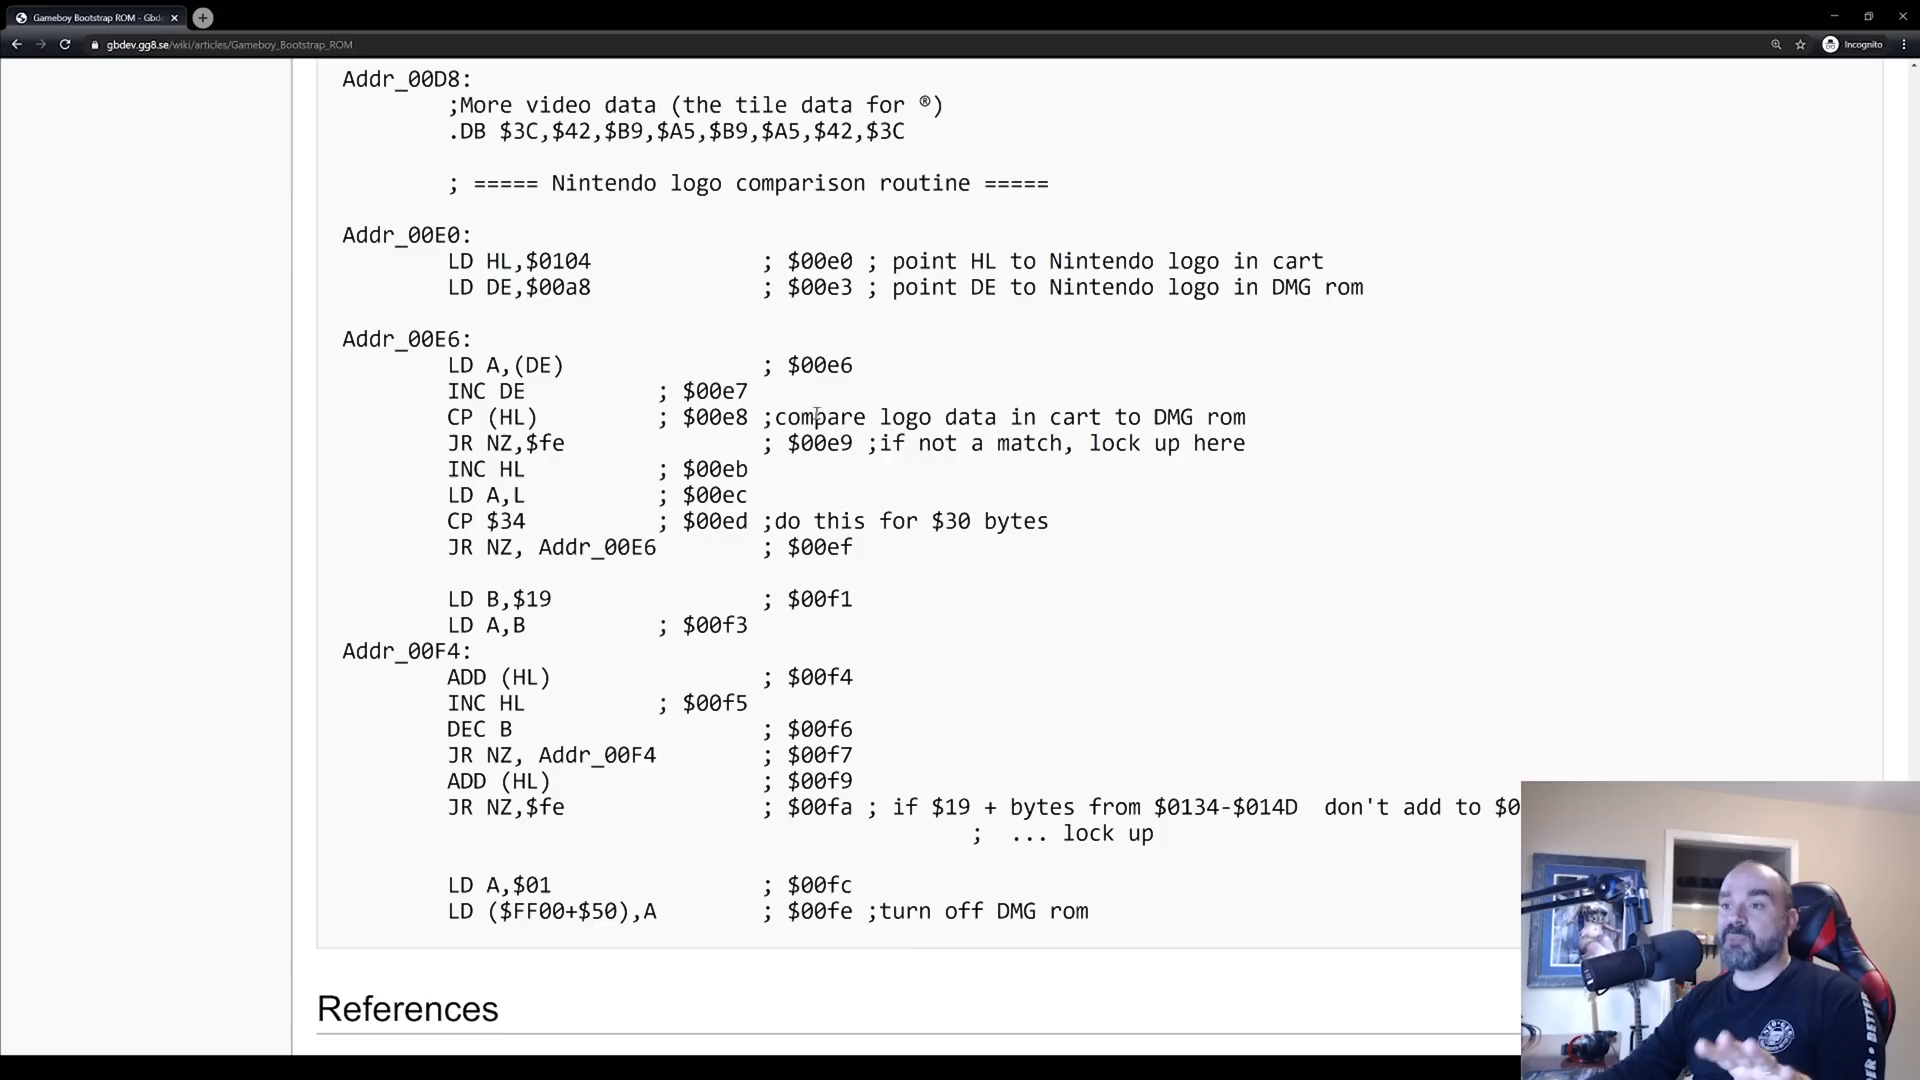 Gameboy Bootstrap ROM - Gbd
gbdev.gg8.se/wiki/articles/Gameboy_Bootstrap_ROM
Incognito
Addr_00D8:
;More video data (the tile data for ®)
.DB $3C,$42,$B9,$A5,$B9,$A5,$42,$3C
; ===== Nintendo logo comparison routine =====
Addr_00E0:
LD HL,$0104 ; $00e0 ; point HL to Nintendo logo in cart
LD DE,$00a8 ; $00e3 ; point DE to Nintendo logo in DMG rom
Addr_00E6:
LD A,(DE) ; $00e6
INC DE ; $00e7
CP (HL) ; $00e8 ;compare logo data in cart to DMG rom
JR NZ,$fe ; $00e9 ;if not a match, lock up here
INC HL ; $00eb
LD A,L ; $00ec
CP $34 ; $00ed ;do this for $30 bytes
JR NZ, Addr_00E6 ; $00ef
LD B,$19 ; $00f1
LD A,B ; $00f3
Addr_00F4:
ADD (HL) ; $00f4
INC HL ; $00f5
DEC B ; $00f6
JR NZ, Addr_00F4 ; $00f7
ADD (HL) ; $00f9
JR NZ,$fe ; $00fa ; if $19 + bytes from $0134-$014D don't add to $0
; ... lock up
LD A,$01 ; $00fc
LD ($FF00+$50),A ; $00fe ;turn off DMG rom
References